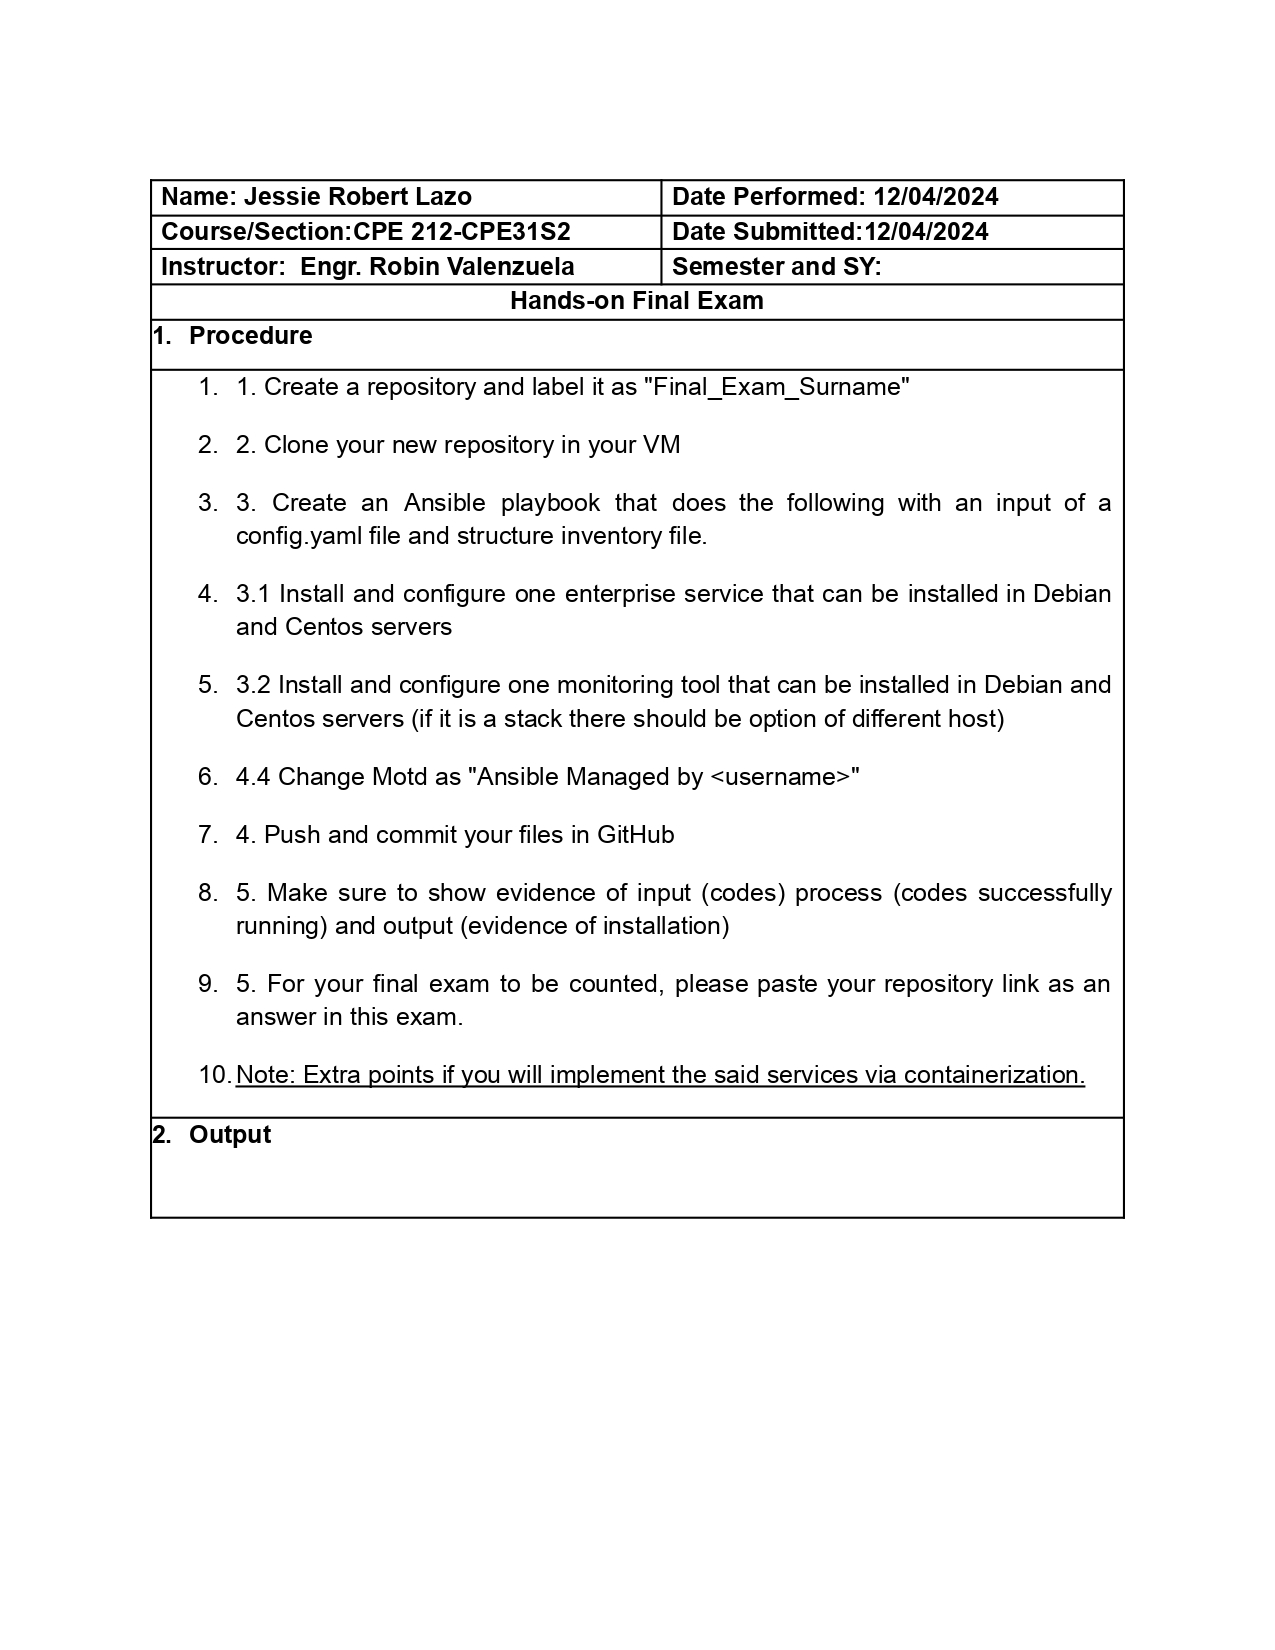 Name: Jessie Robert Lazo
Date Performed: 12/04/2024
Course/Section:CPE 212-CPE31S2
Date Submitted:12/04/2024
Instructor:  Engr. Robin Valenzuela
Semester and SY:
Hands-on Final Exam
1. Procedure
1. 1. Create a repository and label it as "Final_Exam_Surname"
2. 2. Clone your new repository in your VM
3. 3. Create an Ansible playbook that does the following with an input of a
config.yaml file and structure inventory file.
4. 3.1 Install and configure one enterprise service that can be installed in Debian
and Centos servers
5. 3.2 Install and configure one monitoring tool that can be installed in Debian and
Centos servers (if it is a stack there should be option of different host)
6. 4.4 Change Motd as "Ansible Managed by <username>"
7. 4. Push and commit your files in GitHub
8. 5. Make sure to show evidence of input (codes) process (codes successfully
running) and output (evidence of installation)
9. 5. For your final exam to be counted, please paste your repository link as an
answer in this exam.
10. Note: Extra points if you will implement the said services via containerization.
2. Output